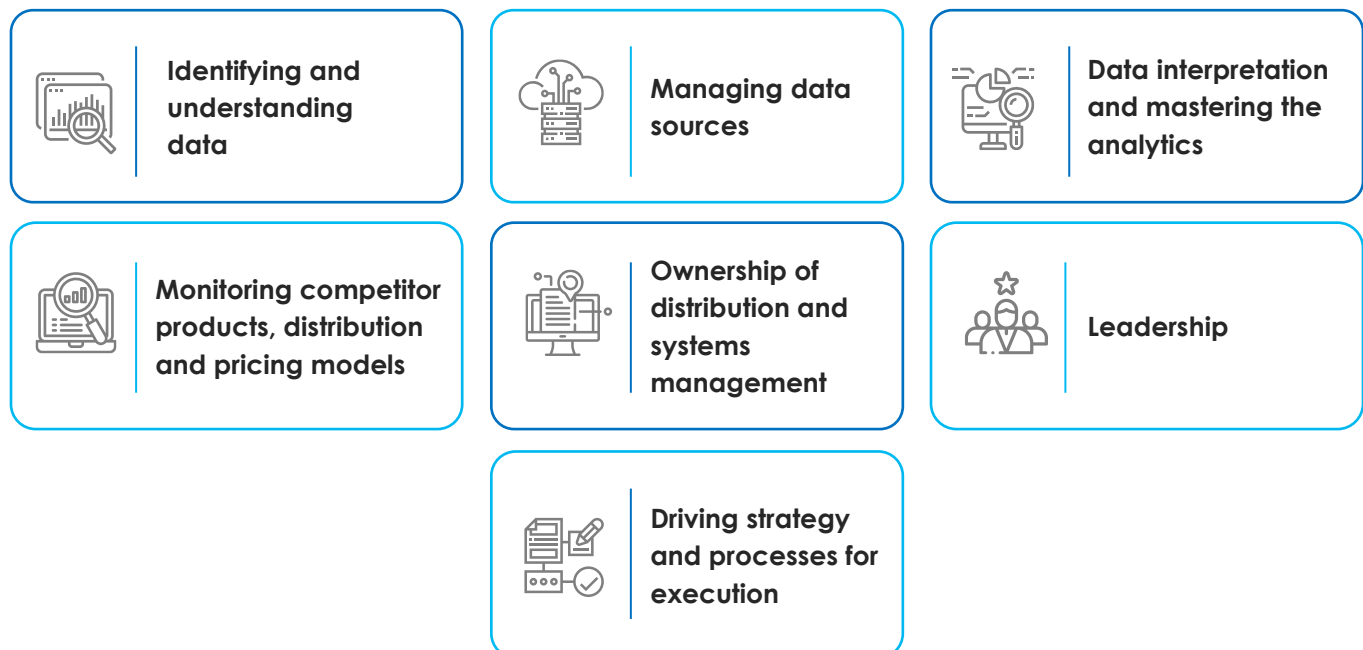 Identifying and
understanding
data
Managing data
sources
Data interpretation
and mastering the
analytics
Monitoring competitor
products, distribution
and pricing models
Ownership of
distribution and
systems
management
Leadership
Driving strategy
and processes for
execution